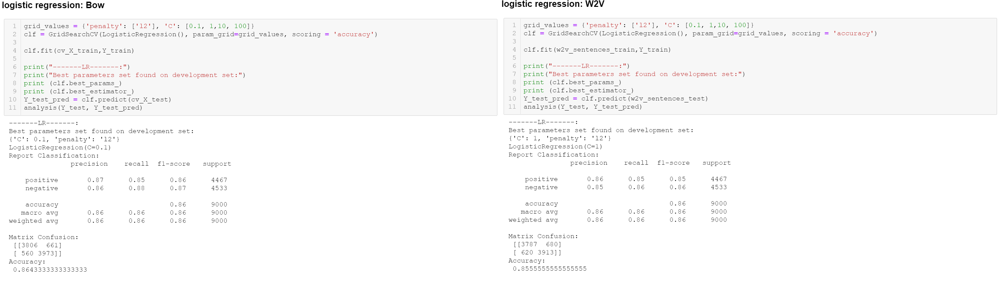 logistic regression: Bow
1 grid_values = {'penalty': ['l2'], 'C': [0.1, 1,10, 100]}
2 clf = GridSearchCV(LogisticRegression(), param_grid=grid_values, scoring = 'accuracy')
3
4 clf.fit(cv_X_train,Y_train)
5
6 print("-------LR-------:")
7 print("Best parameters set found on development set:")
8 print (clf.best_params_)
9 print (clf.best_estimator_)
10 Y_test_pred = clf.predict(cv_X_test)
11 analysis(Y_test, Y_test_pred)
-------LR-------:
Best parameters set found on development set:
{'C': 0.1, 'penalty': 'l2'}
LogisticRegression(C=0.1)
Report Classification:
precision recall f1-score support
positive 0.87 0.85 0.86 4467
negative 0.86 0.88 0.87 4533
accuracy 0.86 9000
macro avg 0.86 0.86 0.86 9000
weighted avg 0.86 0.86 0.86 9000
Matrix Confusion:
[[3806 661]
[ 560 3973]]
Accuracy:
0.8643333333333333
logistic regression: W2V
1 grid_values = {'penalty': ['l2'], 'C': [0.1, 1,10, 100]}
2 clf = GridSearchCV(LogisticRegression(), param_grid=grid_values, scoring = 'accuracy')
3
4 clf.fit(w2v_sentences_train,Y_train)
5
6 print("-------LR-------:")
7 print("Best parameters set found on development set:")
8 print (clf.best_params_)
9 print (clf.best_estimator_)
10 Y_test_pred = clf.predict(w2v_sentences_test)
11 analysis(Y_test, Y_test_pred)
-------LR-------:
Best parameters set found on development set:
{'C': 1, 'penalty': 'l2'}
LogisticRegression(C=1)
Report Classification:
precision recall f1-score support
positive 0.86 0.85 0.85 4467
negative 0.85 0.86 0.86 4533
accuracy 0.86 9000
macro avg 0.86 0.86 0.86 9000
weighted avg 0.86 0.86 0.86 9000
Matrix Confusion:
[[3787 680]
[ 620 3913]]
Accuracy:
0.8555555555555555